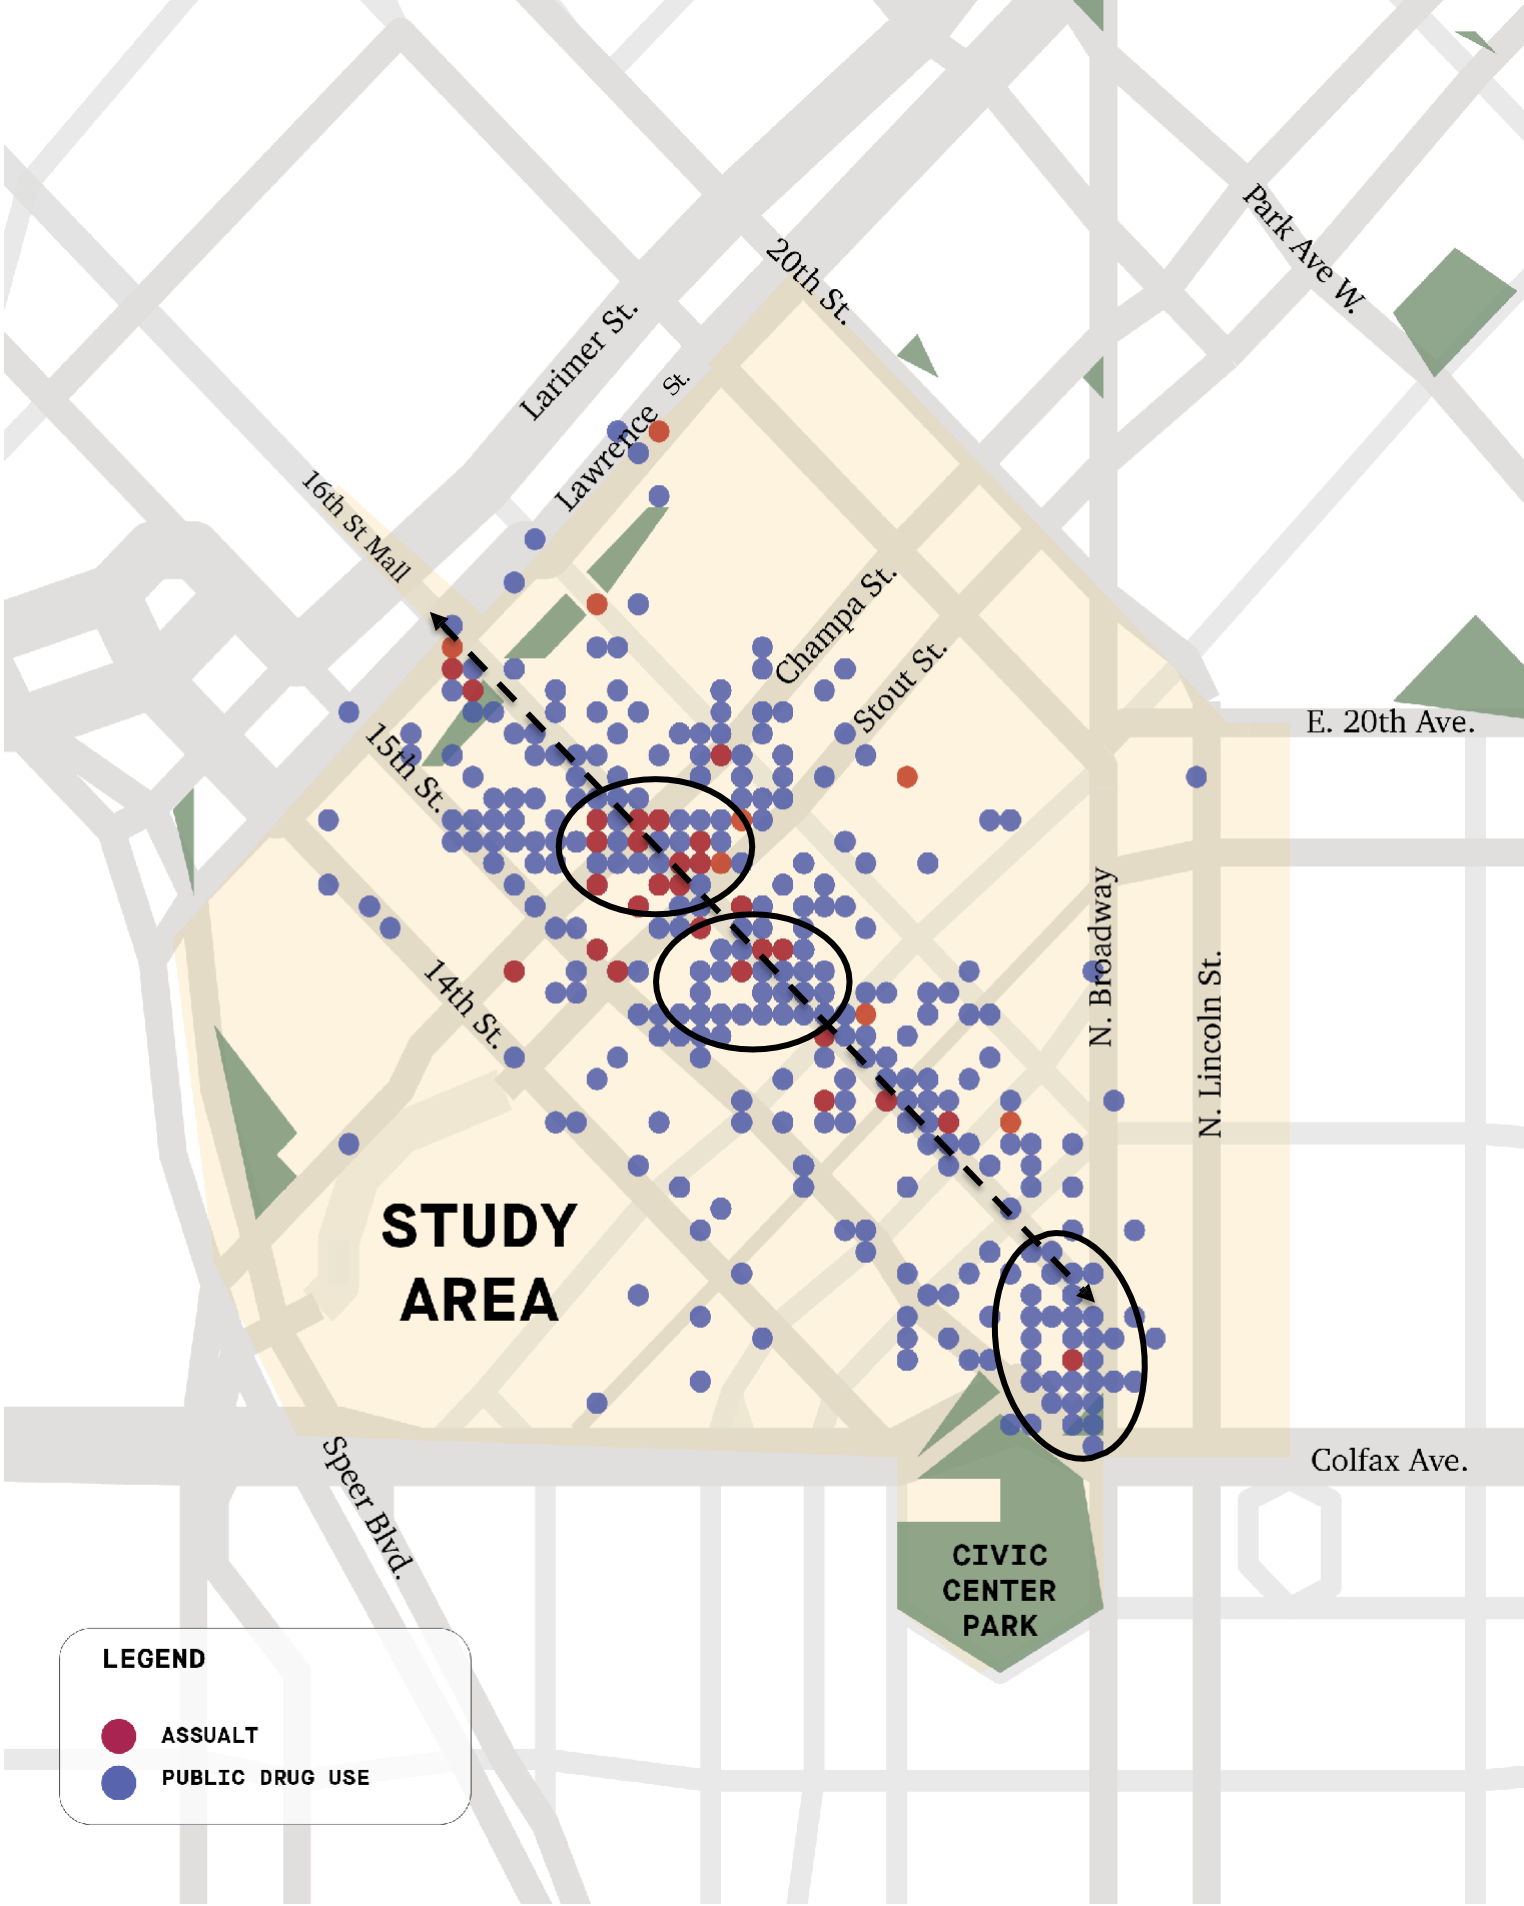 20th St.
Park Ave W.
Larimer St.
Lawrence St.
16th St Mall
Champa St.
Stout St.
E. 20th Ave.
15th St.
N. Broadway
N. Lincoln St.
14th St.
STUDY
AREA
Colfax Ave.
Speer Blvd.
CIVIC
CENTER
PARK
LEGEND
ASSUALT
PUBLIC DRUG USE